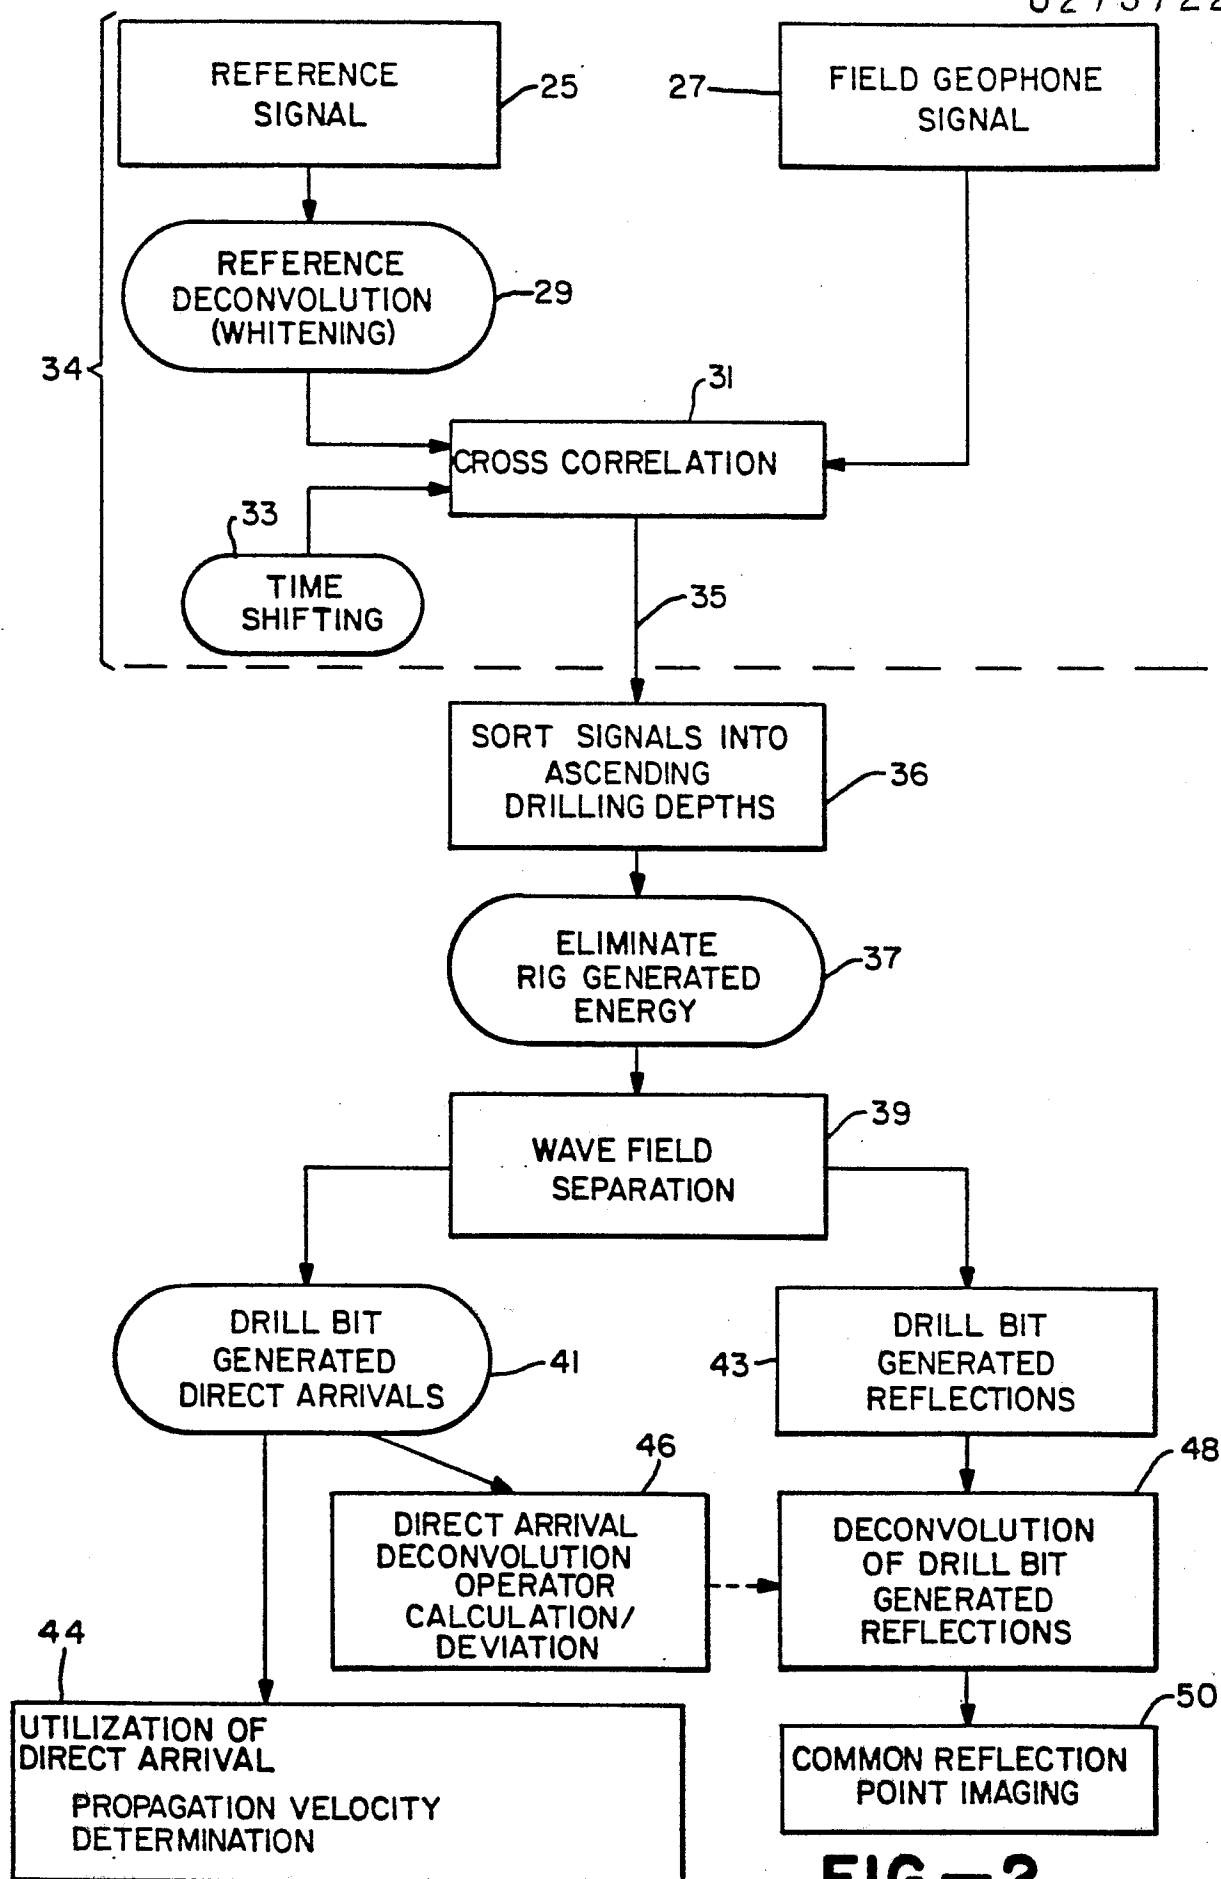 REFERENCE
SIGNAL
25
27
FIELD GEOPHONE
SIGNAL
REFERENCE
DECONVOLUTION
(WHITENING)
29
34
31
CROSS CORRELATION
33
TIME
SHIFTING
35
SORT SIGNALS INTO
ASCENDING
DRILLING DEPTHS
36
ELIMINATE
RIG GENERATED
ENERGY
37
WAVE FIELD
SEPARATION
39
DRILL BIT
GENERATED
DIRECT ARRIVALS
41
43
DRILL BIT
GENERATED
REFLECTIONS
46
48
DIRECT ARRIVAL
DECONVOLUTION
OPERATOR
CALCULATION/
DEVIATION
DECONVOLUTION
OF DRILL BIT
GENERATED
REFLECTIONS
44
50
UTILIZATION OF
DIRECT ARRIVAL
PROPAGATION VELOCITY
DETERMINATION
COMMON REFLECTION
POINT IMAGING
FIG-2